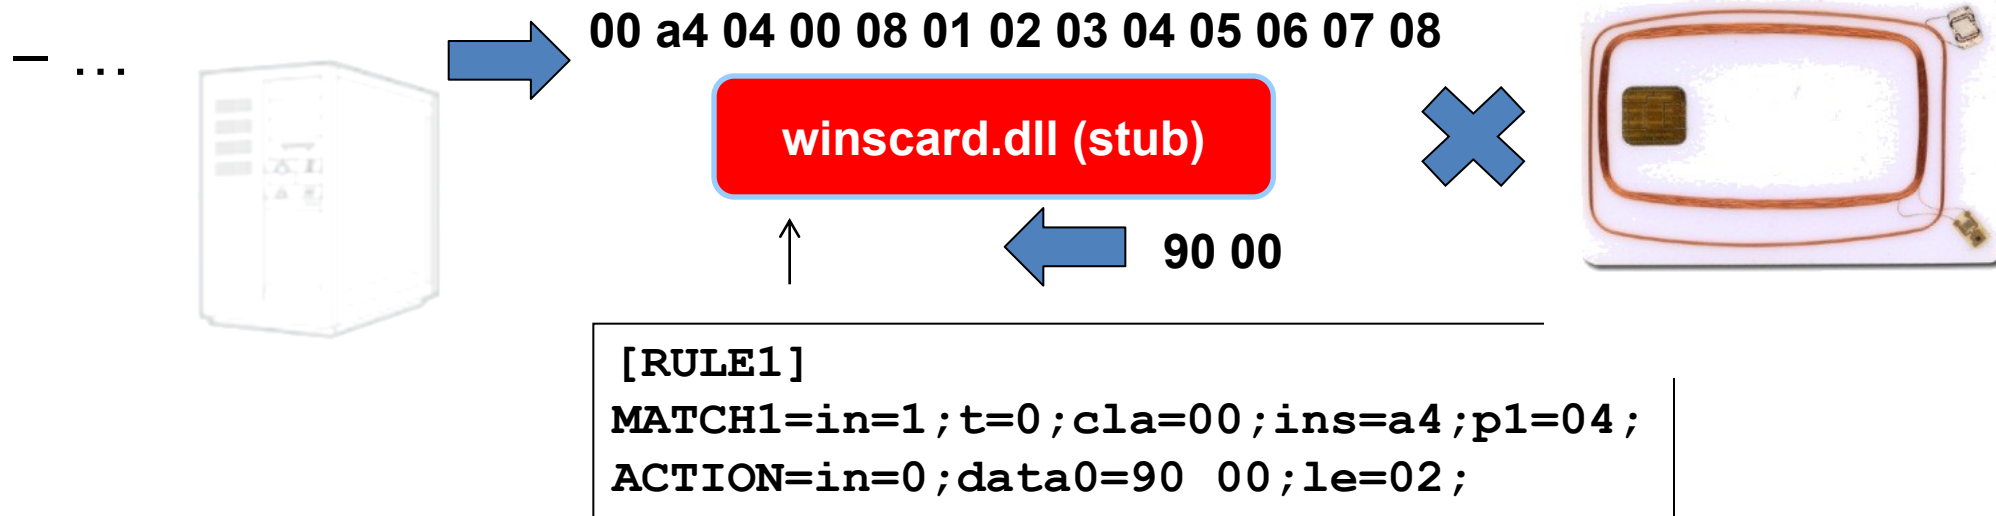 – …
00 a4 04 00 08 01 02 03 04 05 06 07 08
winscard.dll (stub)
90 00
[RULE1]
MATCH1=in=1;t=0;cla=00;ins=a4;p1=04;
ACTION=in=0;data0=90 00;le=02;